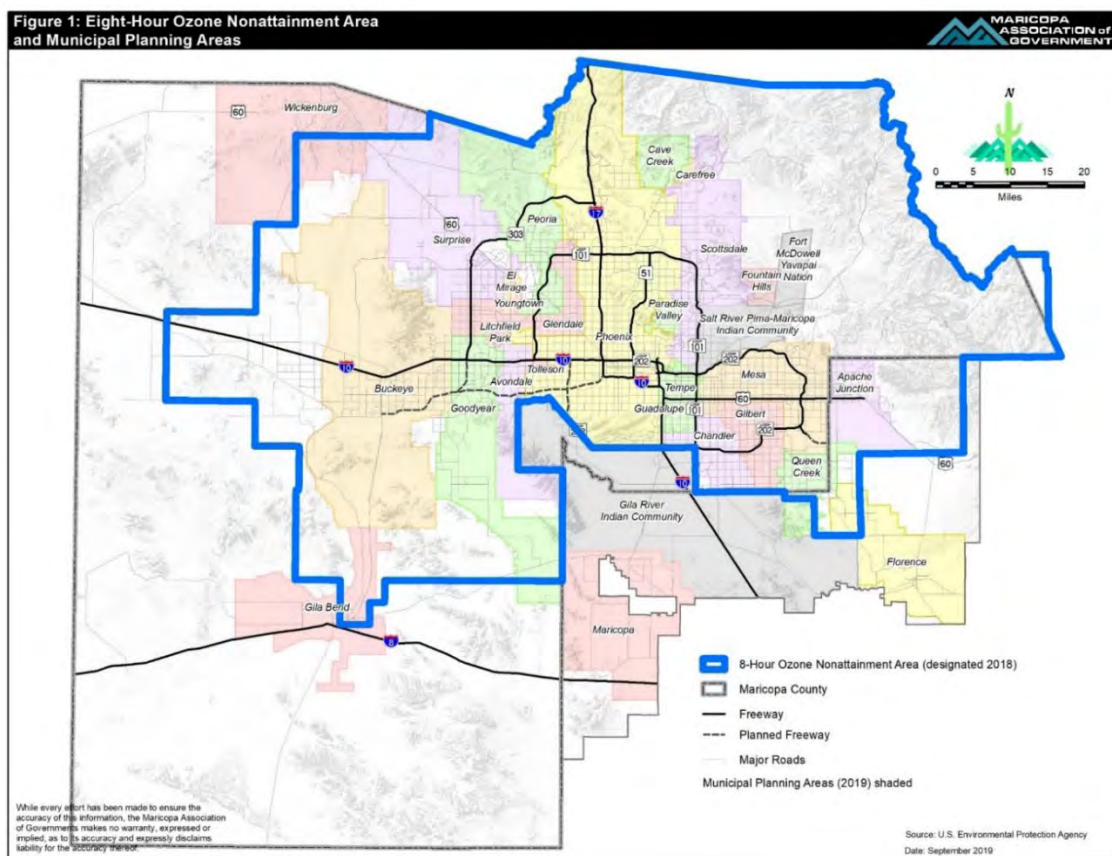 Figure 1: Eight-Hour Ozone Nonattainment Area
and Municipal Planning Areas
MARICOPA
ASSOCIATION of
GOVERNMENTS
N
0 5 10 15 20
Miles
60
Wickenburg
Cave
Creek
Carefree
17
Peoria
60
303
Surprise
101
51
Scottsdale
Fort
McDowell
Yavapai
Nation
El
Mirage
Youngtown
Fountain
Hills
Paradise
Valley
Litchfield
Park
Glendale
Phoenix
Salt River Pima-Maricopa
Indian Community
101
10
10
202
202
Tolleson
Mesa
Apache
Junction
Buckeye
Avondale
10
Tempe
60
Goodyear
Guadalupe
101
Gilbert
202
Chandler
Queen
Creek
60
10
Gila River
Indian Community
Florence
Gila Bend
8
Maricopa
8-Hour Ozone Nonattainment Area (designated 2018)
Maricopa County
Freeway
Planned Freeway
Major Roads
Municipal Planning Areas (2019) shaded
While every effort has been made to ensure the
accuracy of this information, the Maricopa Association
of Governments makes no warranty, expressed or
implied, as to its accuracy and expressly disclaims
liability for the accuracy thereof.
Source: U.S. Environmental Protection Agency
Date: September 2019